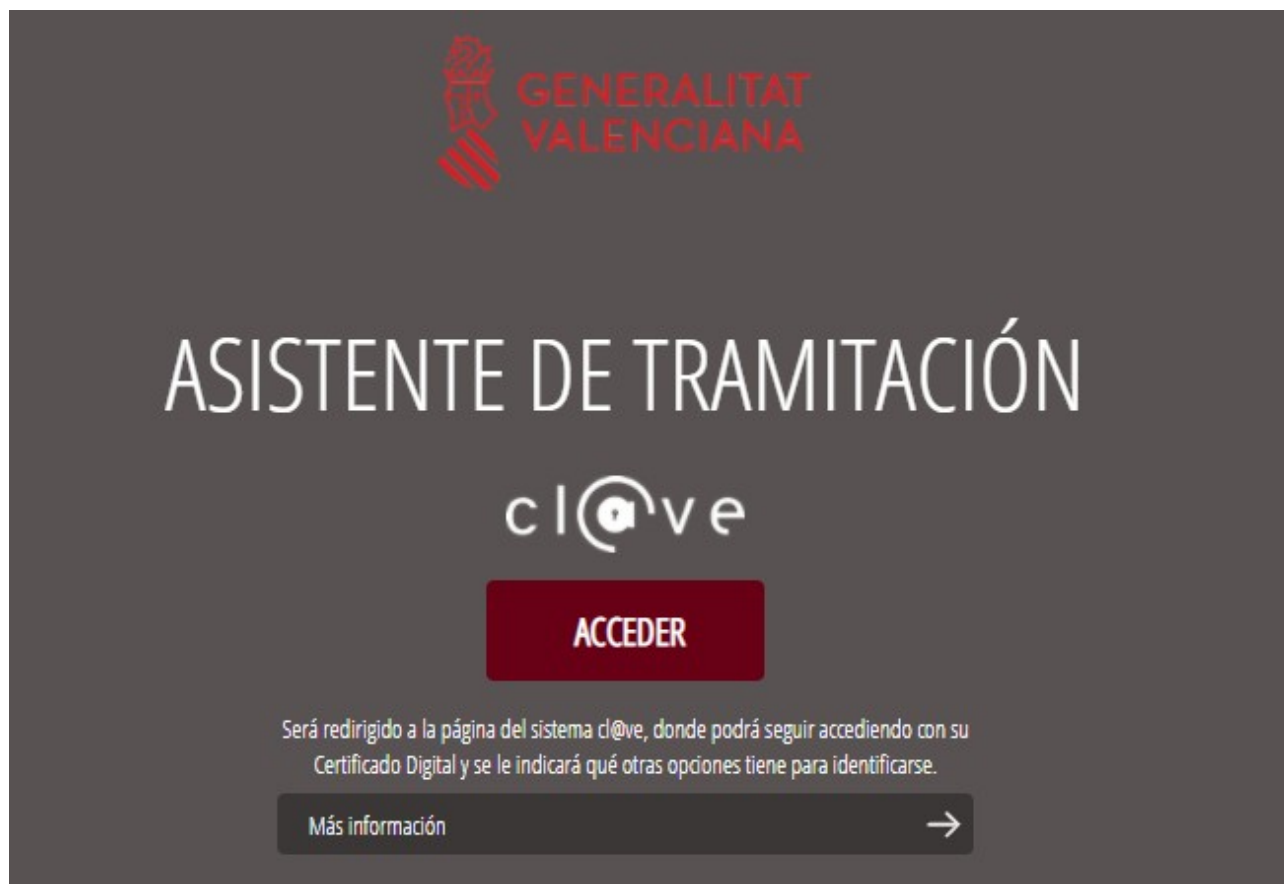 GENERALITAT
VALENCIANA
ASISTENTE DE TRAMITACIÓN
cl@ve
ACCEDER
Será redirigido a la página del sistema cl@ve, donde podrá seguir accediendo con su
Certificado Digital y se le indicará qué otras opciones tiene para identificarse.
Más información